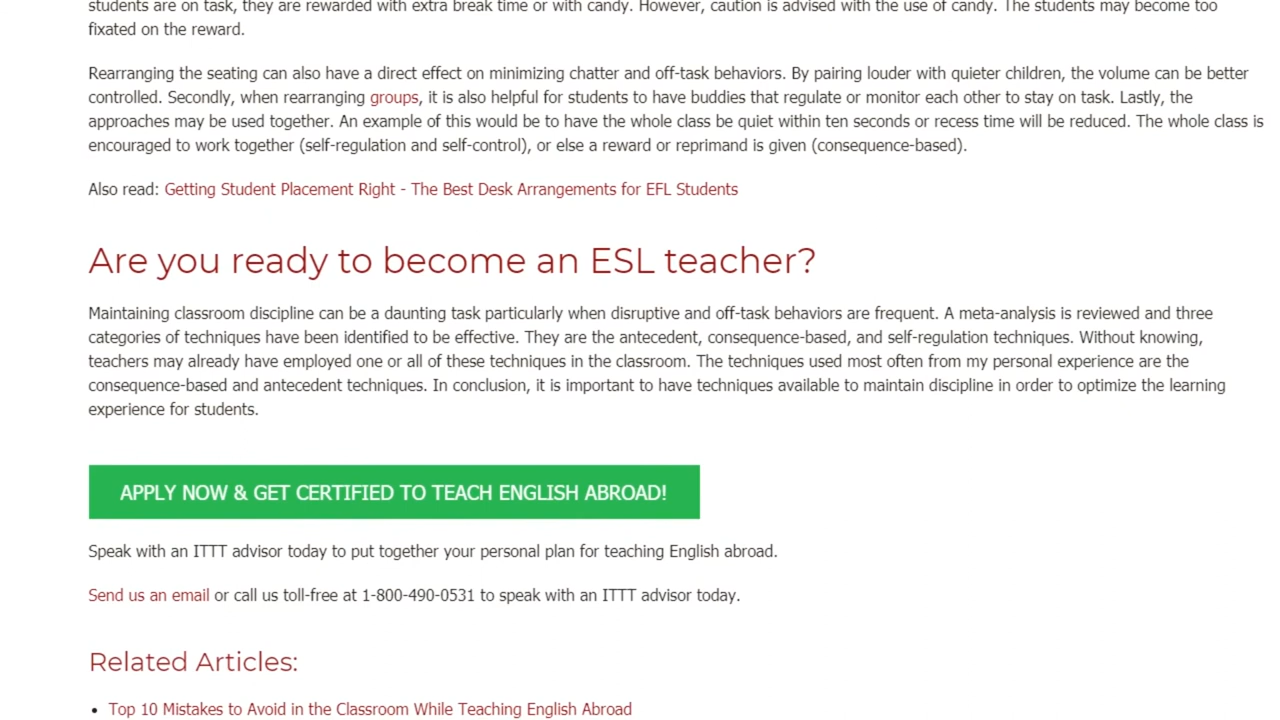 students are on task, they are rewarded with extra break time or with candy. However, caution is advised with the use of candy. The students may become too
fixated on the reward.
Rearranging the seating can also have a direct effect on minimizing chatter and off-task behaviors. By pairing louder with quieter children, the volume can be better
controlled. Secondly, when rearranging groups, it is also helpful for students to have buddies that regulate or monitor each other to stay on task. Lastly, the
approaches may be used together. An example of this would be to have the whole class be quiet within ten seconds or recess time will be reduced. The whole class is
encouraged to work together (self-regulation and self-control), or else a reward or reprimand is given (consequence-based).
Also read: Getting Student Placement Right - The Best Desk Arrangements for EFL Students
Are you ready to become an ESL teacher?
Maintaining classroom discipline can be a daunting task particularly when disruptive and off-task behaviors are frequent. A meta-analysis is reviewed and three
categories of techniques have been identified to be effective. They are the antecedent, consequence-based, and self-regulation techniques. Without knowing,
teachers may already have employed one or all of these techniques in the classroom. The techniques used most often from my personal experience are the
consequence-based and antecedent techniques. In conclusion, it is important to have techniques available to maintain discipline in order to optimize the learning
experience for students.
APPLY NOW & GET CERTIFIED TO TEACH ENGLISH ABROAD!
Speak with an ITTT advisor today to put together your personal plan for teaching English abroad.
Send us an email or call us toll-free at 1-800-490-0531 to speak with an ITTT advisor today.
Related Articles:
• Top 10 Mistakes to Avoid in the Classroom While Teaching English Abroad